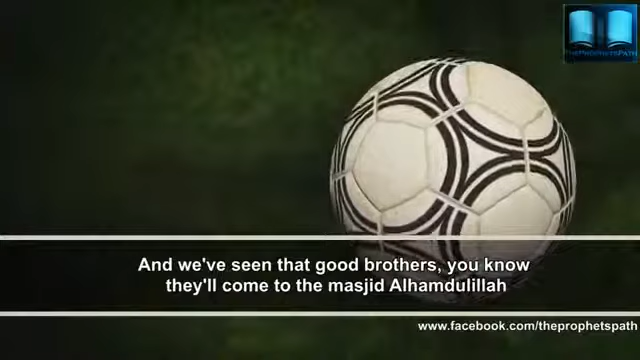 THEPROPHETSPATH
And we've seen that good brothers, you know
they'll come to the masjid Alhamdulillah
www.facebook.com/theprophetspath